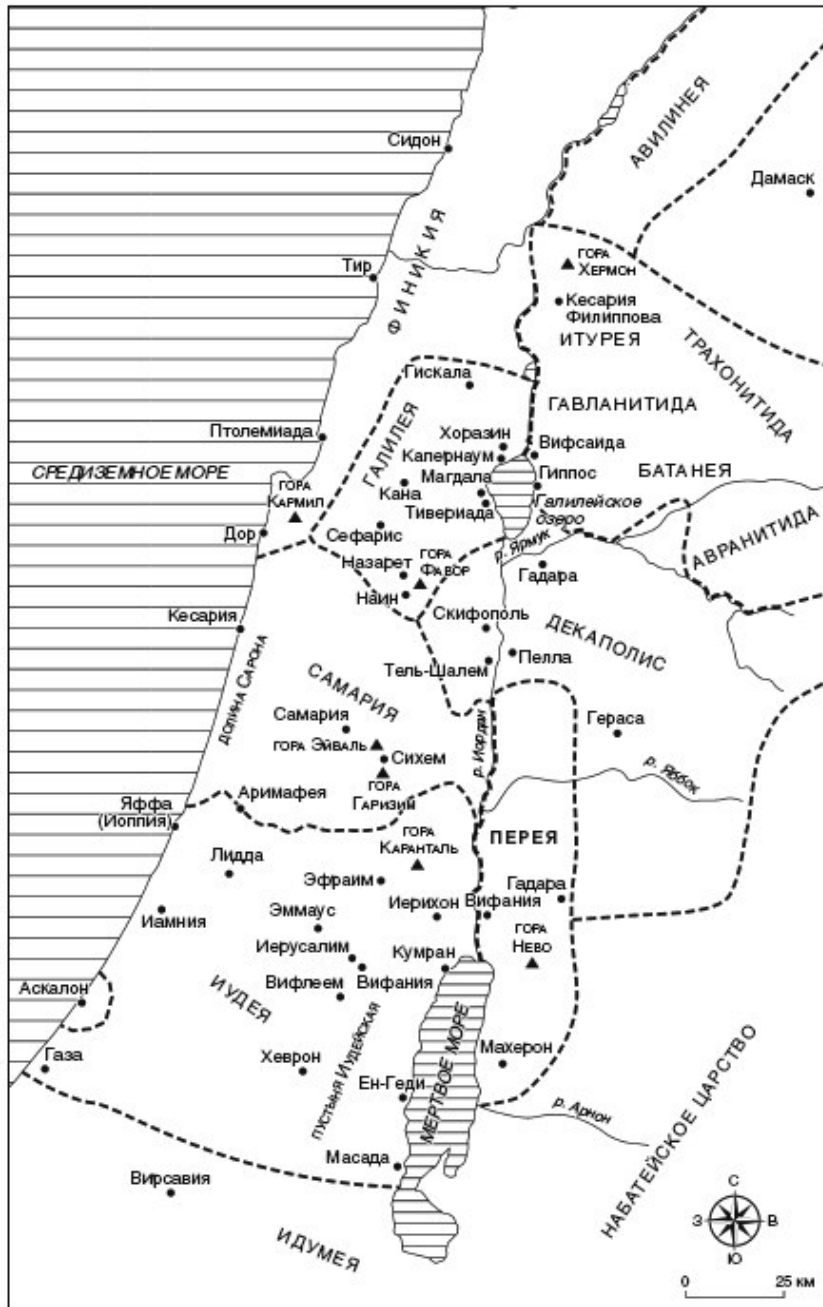 АВИЛИНЕЯ
Сидон
Дамаск
ФИНИКИЯ
ГОРА
ХЕРМОН
Тир
Кесария
Филиппова
ИТУРЕЯ
ТРАХОНИТИДА
Гискала
ГАВЛАНИТИДА
ГАЛИЛЕЯ
Птолемиада
Хоразин
Вифсаида
Капернаум
СРЕДИЗЕМНОЕ МОРЕ
БАТАНЕЯ
ГОРА
КАРМИЛ
Магдала
Гиппос
Кана
Тивериада
Галилейское
озеро
АВРАНИТИДА
Дор
Сефарис
р. Ярмук
Назарет
ГОРА
ФАВОР
Гадара
Наин
Кесария
Скифополь
ДЕКАПОЛИС
Тель-Шалем
Пелла
ДОЛИНА САРОНА
САМАРИЯ
Самария
Гераса
ГОРА ЭЙВАЛЬ
Сихем
р. Иордан
ГОРА
ГАРИЗИМ
р. Яббок
Аримафея
Яффа
(Иоппия)
ГОРА
КАРАНТАЛЬ
ПЕРЕЯ
Лидда
Эфраим
Гадара
Иерихон
Вифания
Иамния
Эммаус
ГОРА
НЕВО
Иерусалим
Кумран
Вифлеем
Вифания
Аскалон
ИУДЕЯ
Газа
Хеврон
ПУСТЫНЯ ИУДЕЙСКАЯ
МЕРТВОЕ МОРЕ
Махерон
Ен-Геди
р. Арнон
НАБАТЕЙСКОЕ ЦАРСТВО
Масада
Вирсавия
ИДУМЕЯ
С
З
В
Ю
0 25 км